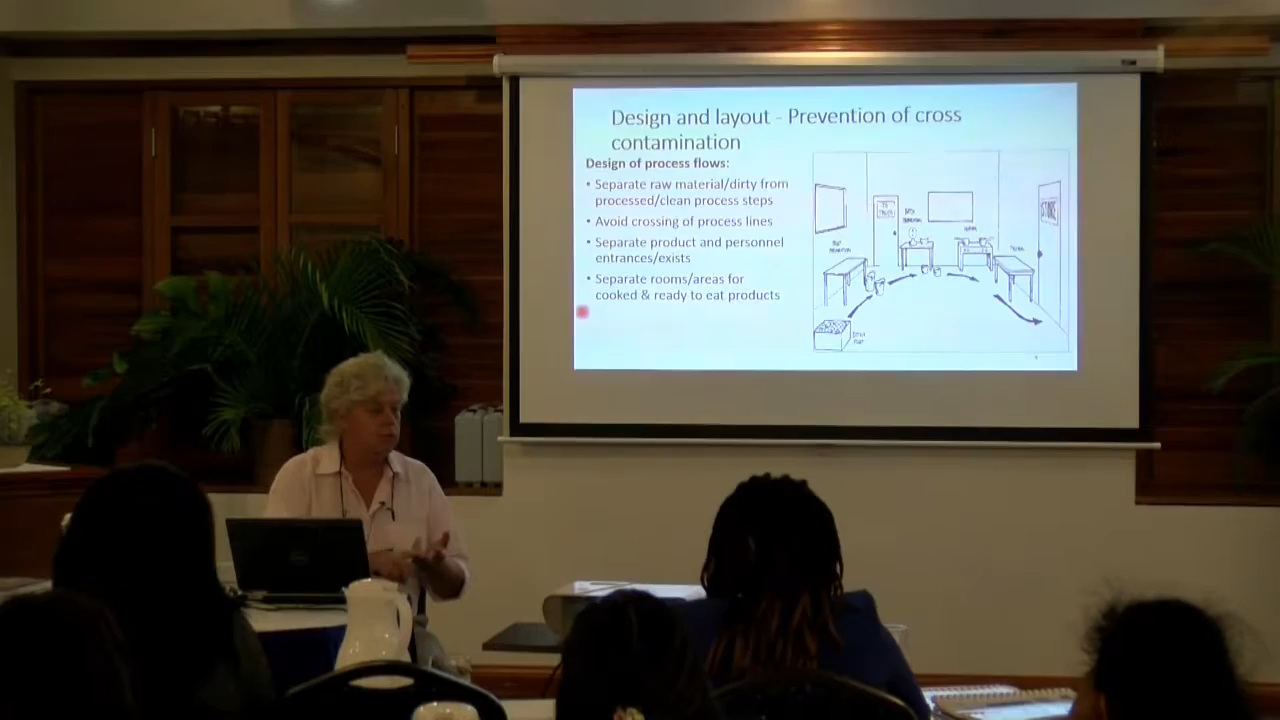 Design and layout - Prevention of cross
contamination
Design of process flows:
• Separate raw material/dirty from
processed/clean process steps
• Avoid crossing of process lines
• Separate product and personnel
entrances/exists
• Separate rooms/areas for
cooked & ready to eat products
STORE